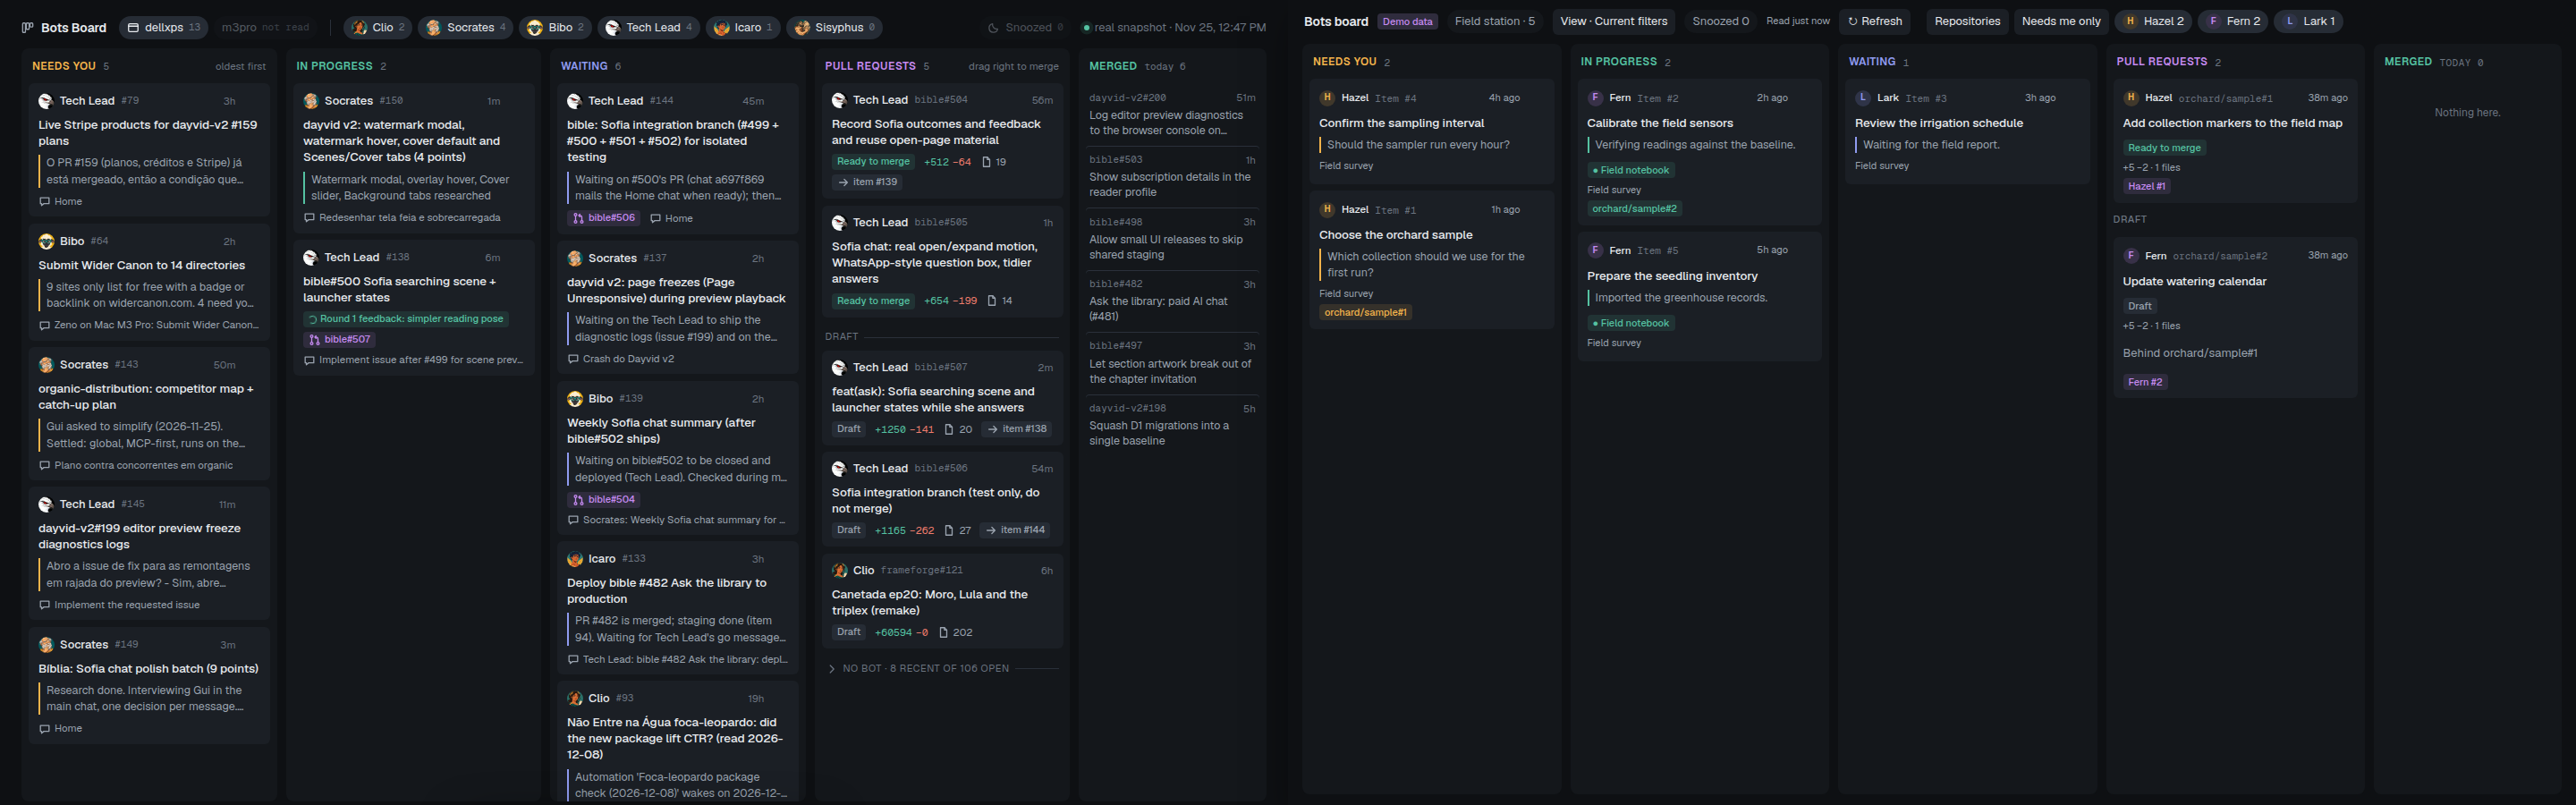 Bots Board
dellxps 13
m3pro not read
Clio 2
Socrates 4
Bibo 2
Tech Lead 4
Icaro 1
Sisyphus 0
Snoozed 0
real snapshot · Nov 25, 12:47 PM
NEEDS YOU 5
oldest first
Tech Lead #79 3h
Live Stripe products for dayvid-v2 #159
plans
O PR #159 (planos, créditos e Stripe) já
está mergeado, então a condição que…
Home
Bibo #64 2h
Submit Wider Canon to 14 directories
9 sites only list for free with a badge or
backlink on widercanon.com. 4 need yo…
Zeno on Mac M3 Pro: Submit Wider Canon…
Socrates #143 50m
organic-distribution: competitor map +
catch-up plan
Gui asked to simplify (2026-11-25).
Settled: global, MCP-first, runs on the…
Plano contra concorrentes em organic
Tech Lead #145 11m
dayvid-v2#199 editor preview freeze
diagnostics logs
Abro a issue de fix para as remontagens
em rajada do preview? - Sim, abre…
Implement the requested issue
Socrates #149 3m
Bíblia: Sofia chat polish batch (9 points)
Research done. Interviewing Gui in the
main chat, one decision per message.…
Home
IN PROGRESS 2
Socrates #150 1m
dayvid v2: watermark modal,
watermark hover, cover default and
Scenes/Cover tabs (4 points)
Watermark modal, overlay hover, Cover
slider, Background tabs researched
Redesenhar tela feia e sobrecarregada
Tech Lead #138 6m
bible#500 Sofia searching scene +
launcher states
Round 1 feedback: simpler reading pose
bible#507
Implement issue after #499 for scene prev…
WAITING 6
Tech Lead #144 45m
bible: Sofia integration branch (#499 +
#500 + #501 + #502) for isolated
testing
Waiting on #500's PR (chat a697f869
mails the Home chat when ready); then…
bible#506
Home
Socrates #137 2h
dayvid v2: page freezes (Page
Unresponsive) during preview playback
Waiting on the Tech Lead to ship the
diagnostic logs (issue #199) and on the…
Crash do Dayvid v2
Bibo #139 2h
Weekly Sofia chat summary (after
bible#502 ships)
Waiting on bible#502 to be closed and
deployed (Tech Lead). Checked during m…
bible#504
Socrates: Weekly Sofia chat summary for …
Icaro #133 3h
Deploy bible #482 Ask the library to
production
PR #482 is merged; staging done (item
94). Waiting for Tech Lead's go message…
Tech Lead: bible #482 Ask the library: depl…
Clio #93 19h
Não Entre na Água foca-leopardo: did
the new package lift CTR? (read 2026-
12-08)
Automation 'Foca-leopardo package
check (2026-12-08)' wakes on 2026-12-…
PULL REQUESTS 5
drag right to merge
Tech Lead bible#504 56m
Record Sofia outcomes and feedback
and reuse open-page material
Ready to merge +512 −64 19
→ item #139
Tech Lead bible#505 1h
Sofia chat: real open/expand motion,
WhatsApp-style question box, tidier
answers
Ready to merge +654 −199 14
DRAFT
Tech Lead bible#507 2m
feat(ask): Sofia searching scene and
launcher states while she answers
Draft +1250 −141 20 → item #138
Tech Lead bible#506 54m
Sofia integration branch (test only, do
not merge)
Draft +1165 −262 27 → item #144
Clio frameforge#121 6h
Canetada ep20: Moro, Lula and the
triplex (remake)
Draft +60594 −0 202
NO BOT · 8 RECENT OF 106 OPEN
MERGED today 6
dayvid-v2#200 51m
Log editor preview diagnostics
to the browser console on…
bible#503 1h
Show subscription details in the
reader profile
bible#498 3h
Allow small UI releases to skip
shared staging
bible#482 3h
Ask the library: paid AI chat
(#481)
bible#497 3h
Let section artwork break out of
the chapter invitation
dayvid-v2#198 5h
Squash D1 migrations into a
single baseline
Bots board
Demo data
Field station · 5
View · Current filters
Snoozed 0
Read just now
↻ Refresh
Repositories
Needs me only
H Hazel 2
F Fern 2
L Lark 1
NEEDS YOU 2
H Hazel Item #4 4h ago
Confirm the sampling interval
Should the sampler run every hour?
Field survey
H Hazel Item #1 1h ago
Choose the orchard sample
Which collection should we use for the
first run?
Field survey
orchard/sample#1
IN PROGRESS 2
F Fern Item #2 2h ago
Calibrate the field sensors
Verifying readings against the baseline.
● Field notebook
Field survey
orchard/sample#2
F Fern Item #5 5h ago
Prepare the seedling inventory
Imported the greenhouse records.
● Field notebook
Field survey
WAITING 1
L Lark Item #3 3h ago
Review the irrigation schedule
Waiting for the field report.
Field survey
PULL REQUESTS 2
H Hazel orchard/sample#1 38m ago
Add collection markers to the field map
Ready to merge
+5 −2 · 1 files
Hazel #1
DRAFT
F Fern orchard/sample#2 38m ago
Update watering calendar
Draft
+5 −2 · 1 files
Behind orchard/sample#1
Fern #2
MERGED TODAY 0
Nothing here.